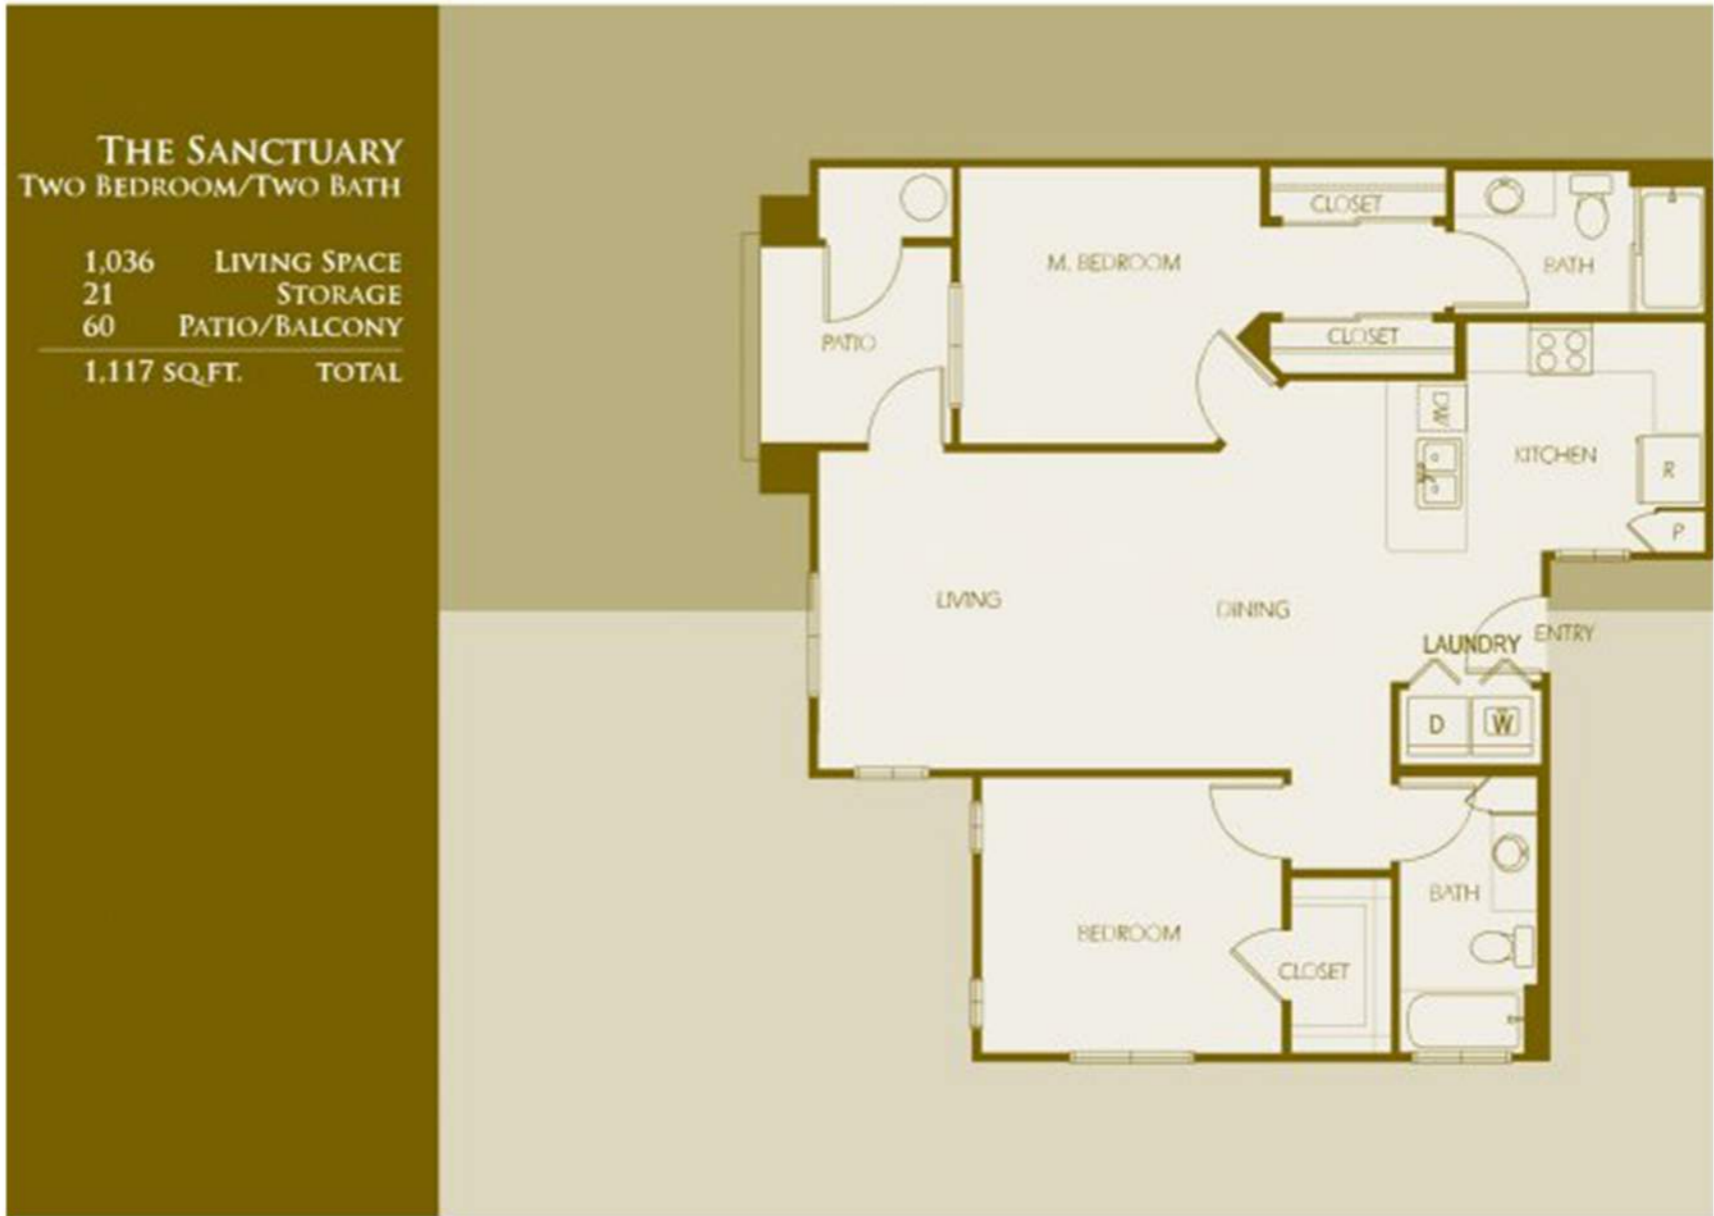 THE SANCTUARY
TWO BEDROOM/TWO BATH
1,036 LIVING SPACE
21 STORAGE
60 PATIO/BALCONY
1,117 SQ.FT. TOTAL
CLOSET
M. BEDROOM
BATH
PATIO
CLOSET
DW
KITCHEN
R
P
LIVING
DINING
ENTRY
LAUNDRY
D
W
BATH
BEDROOM
CLOSET